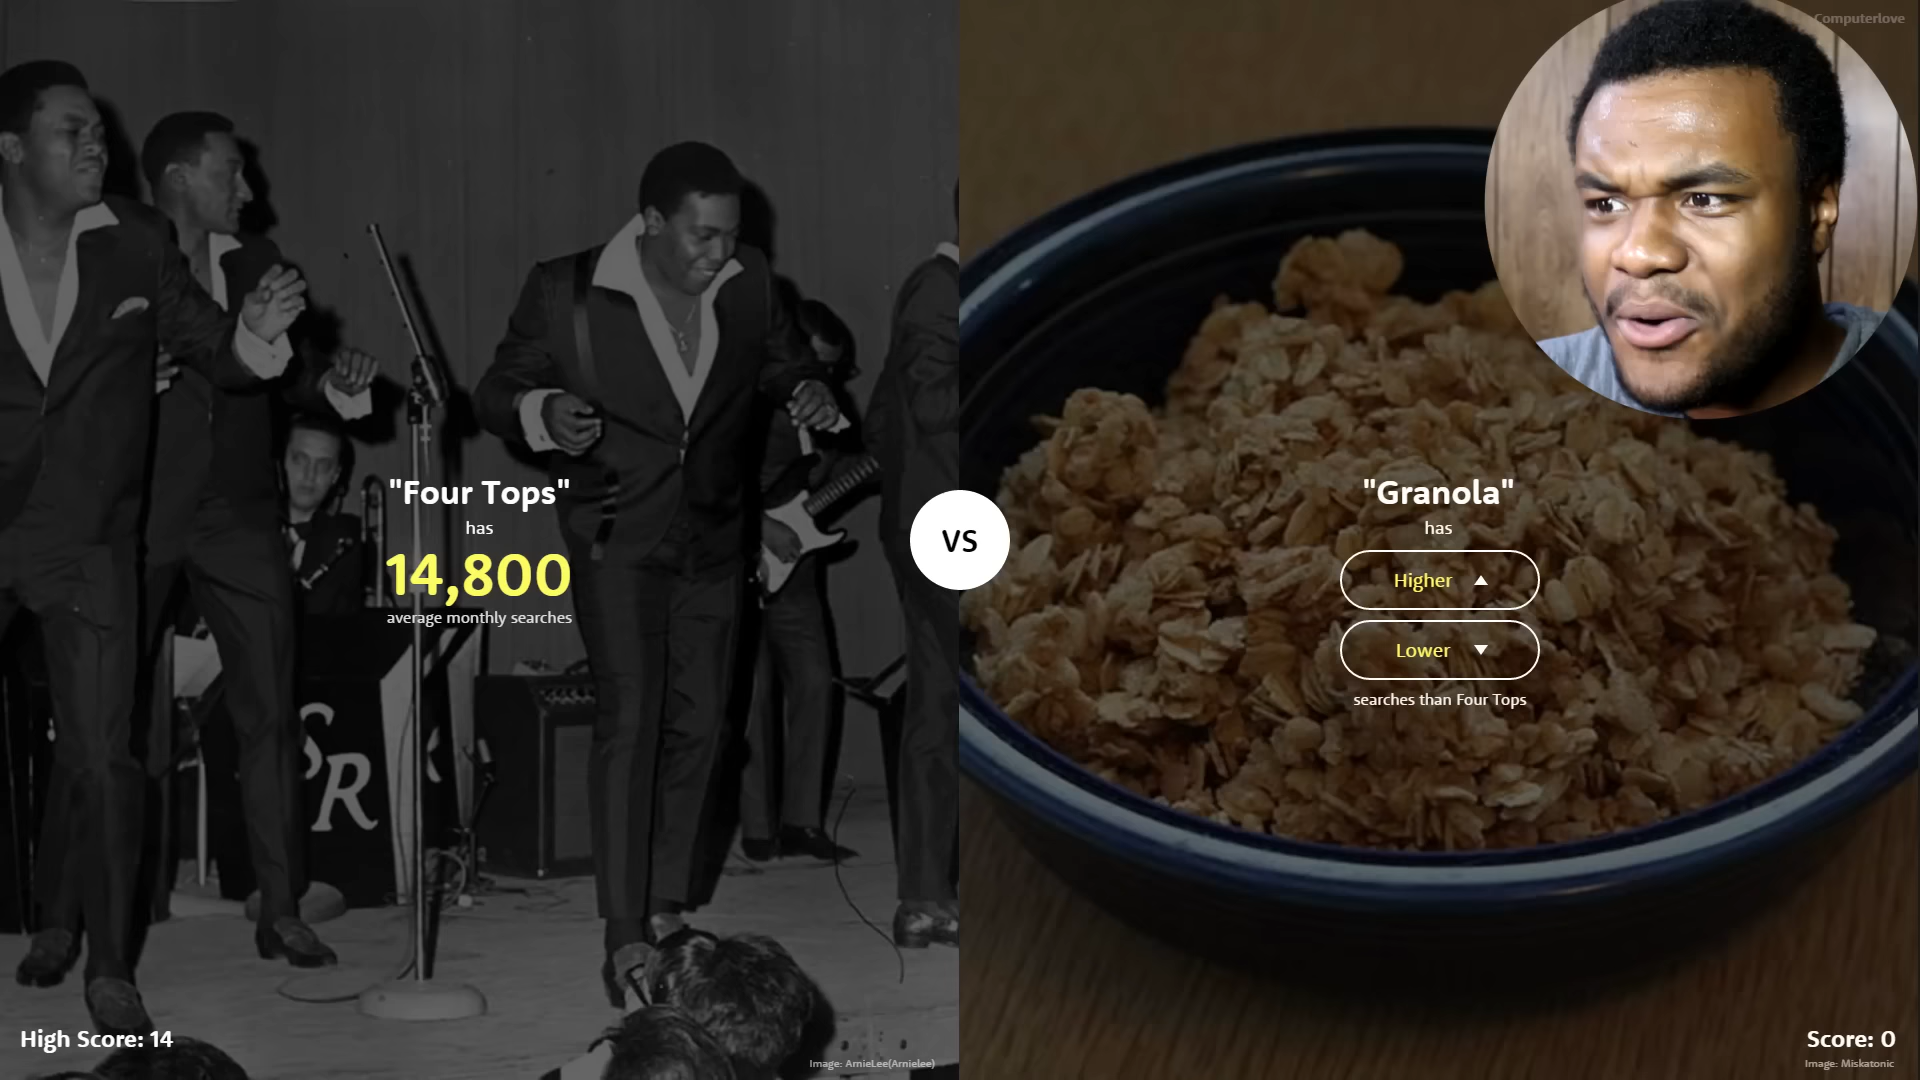 Computerlove
"Four Tops"
has
14,800
average monthly searches
VS
"Granola"
has
Higher
Lower
searches than Four Tops
SR
High Score: 14
Image: ArnieLee(Arnielee)
Score: 0
Image: Miskatonic